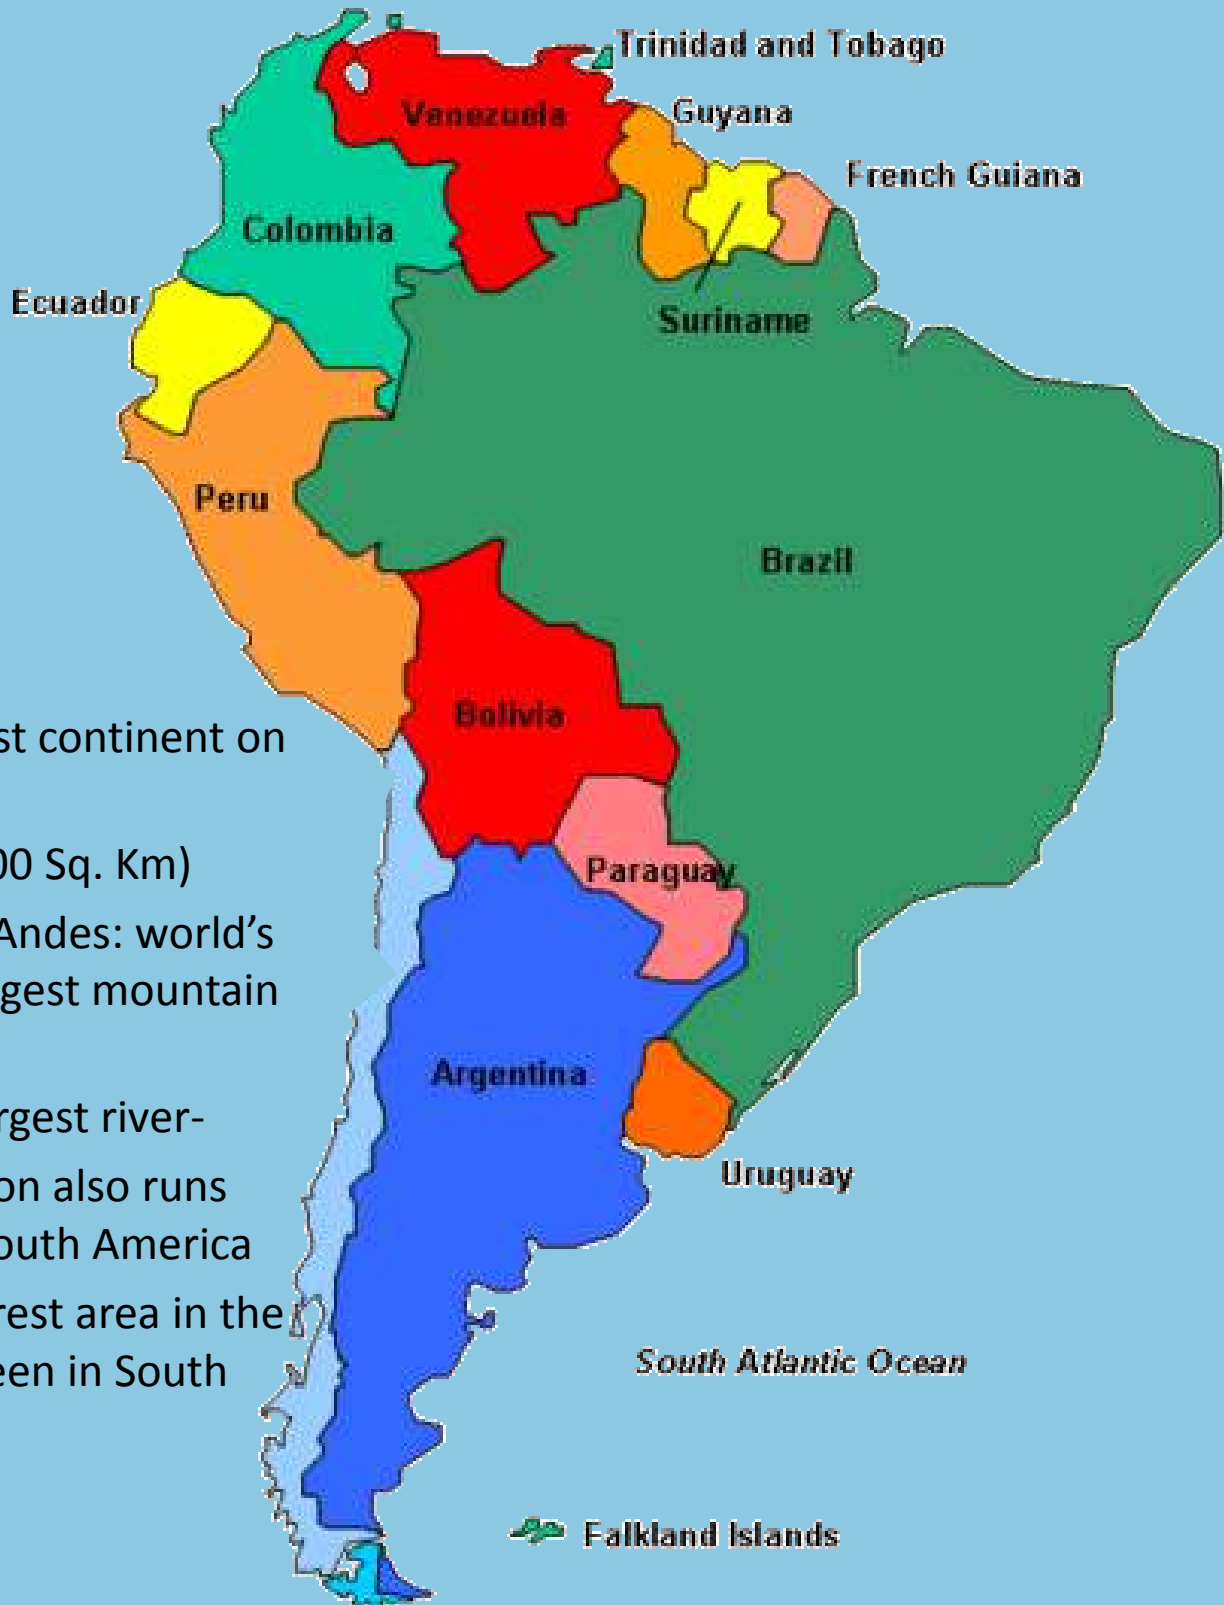 Trinidad and Tobago
Venezuela
Guyana
French Guiana
Colombia
Ecuador
Suriname
Peru
Brazil
Bolivia
st continent on
00 Sq. Km)
Paraguay
Andes: world's
gest mountain
Argentina
rgest river-
on also runs
Uruguay
outh America
rest area in the
een in South
South Atlantic Ocean
Falkland Islands